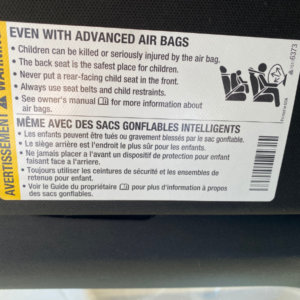 WARNING
EVEN WITH ADVANCED AIR BAGS
• Children can be killed or seriously injured by the air bag.
• The back seat is the safest place for children.
• Never put a rear-facing child seat in the front.
• Always use seat belts and child restraints.
• See owner's manual for more information about
air bags.
AVERTISSEMENT
MÊME AVEC DES SACS GONFLABLES INTELLIGENTS
• Les enfants peuvent être tués ou gravement blessés par le sac gonflable.
• Le siège arrière est l'endroit le plus sûr pour les enfants.
• Ne jamais placer à l'avant un dispositif de protection pour enfant
faisant face à l'arrière.
• Toujours utiliser les ceintures de sécurité et les ensembles de
retenue pour enfant.
• Voir le Guide du propriétaire pour plus d'information à propos
des sacs gonflables.